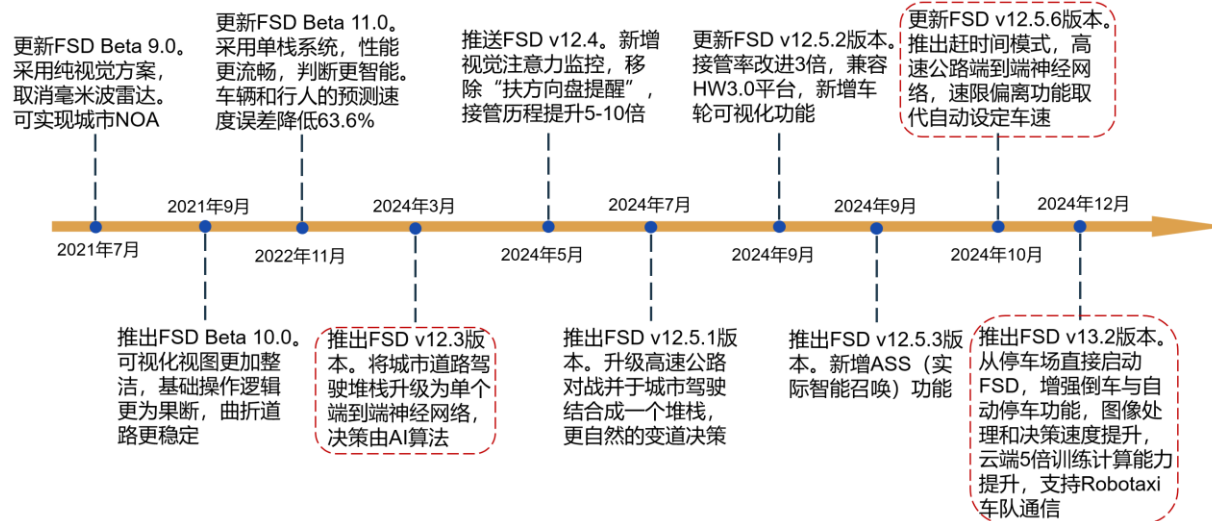 更新FSD Beta 9.0。
采用纯视觉方案，
取消毫米波雷达。
可实现城市NOA
更新FSD Beta 11.0。
采用单栈系统，性能
更流畅，判断更智能。
车辆和行人的预测速
度误差降低63.6%
推送FSD v12.4。新增
视觉注意力监控，移
除“扶方向盘提醒”，
接管历程提升5-10倍
更新FSD v12.5.2版本。
接管率改进3倍，兼容
HW3.0平台，新增车
轮可视化功能
更新FSD v12.5.6版本。
推出赶时间模式，高
速公路端到端神经网
络，速限偏离功能取
代自动设定车速
2021年9月
2024年3月
2024年7月
2024年9月
2024年12月
2021年7月
2022年11月
2024年5月
2024年9月
2024年10月
推出FSD Beta 10.0。
可视化视图更加整
洁，基础操作逻辑
更为果断，曲折道
路更稳定
推出FSD v12.3版
本。将城市道路驾
驶堆栈升级为单个
端到端神经网络，
决策由AI算法
推出FSD v12.5.1版
本。升级高速公路
对战并于城市驾驶
结合成一个堆栈，
更自然的变道决策
推出FSD v12.5.3版
本。新增ASS（实
际智能召唤）功能
推出FSD v13.2版本。
从停车场直接启动
FSD，增强倒车与自
动停车功能，图像处
理和决策速度提升，
云端5倍训练计算能力
提升，支持Robotaxi
车队通信